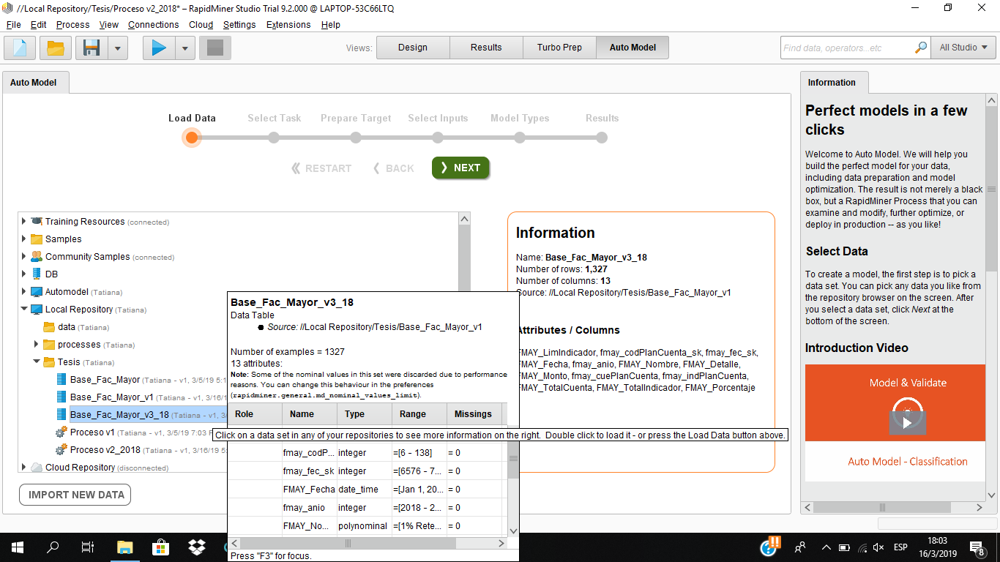 //Local Repository/Tesis/Proceso v2_2018* – RapidMiner Studio Trial 9.2.000 @ LAPTOP-53C66LTQ
File Edit Process View Connections Cloud Settings Extensions Help
Views: Design Results Turbo Prep Auto Model
Find data, operators...etc
All Studio
Auto Model
Load Data Select Task Prepare Target Select Inputs Model Types Results
RESTART BACK NEXT
Training Resources (connected)
Samples
Community Samples (connected)
DB
Automodel (Tatiana)
Local Repository (Tatiana)
data (Tatiana)
processes (Tatiana)
Tesis (Tatiana)
Base_Fac_Mayor (Tatiana - v1, 3/5/19 5:1
Base_Fac_Mayor_v1 (Tatiana - v1, 3/16/1
Base_Fac_Mayor_v3_18 (Tatiana - v1, 3/
Proceso v1 (Tatiana - v1, 3/5/19 7:03 P
Proceso v2_2018 (Tatiana - v1, 3/16/19 5:
Cloud Repository (disconnected)
IMPORT NEW DATA
Base_Fac_Mayor_v3_18
Data Table
Source: //Local Repository/Tesis/Base_Fac_Mayor_v1
Number of examples = 1327
13 attributes:
Note: Some of the nominal values in this set were discarded due to performance
reasons. You can change this behaviour in the preferences
(rapidminer.general.md_nominal_values_limit).
Role Name Type Range Missings
Click on a data set in any of your repositories to see more information on the right. Double click to load it - or press the Load Data button above.
fmay_codP... integer =[6 - 138] = 0
fmay_fec_sk integer =[6576 - 7... = 0
FMAY_Fecha date_time =[Jan 1, 20... = 0
fmay_anio integer =[2018 - 2... = 0
FMAY_No... polynominal =[1% Rete... = 0
Press "F3" for focus.
Information
Name: Base_Fac_Mayor_v3_18
Number of rows: 1,327
Number of columns: 13
Source: //Local Repository/Tesis/Base_Fac_Mayor_v1
Attributes / Columns
FMAY_LimIndicador, fmay_codPlanCuenta_sk, fmay_fec_sk,
FMAY_Fecha, fmay_anio, FMAY_Nombre, FMAY_Detalle,
FMAY_Monto, fmay_cuePlanCuenta, fmay_indPlanCuenta,
FMAY_TotalCuenta, FMAY_TotalIndicador, FMAY_Porcentaje
Information
Perfect models in a few
clicks
Welcome to Auto Model. We will help you
build the perfect model for your data,
including data preparation and model
optimization. The result is not merely a black
box, but a RapidMiner Process that you can
examine and modify, further optimize, or
deploy in production -- as you like!
Select Data
To create a model, the first step is to pick a
data set. You can pick any data you like from
the repository browser on the screen. After
you select a data set, click Next at the
bottom of the screen.
Introduction Video
Model & Validate
Auto Model - Classification
ESP
18:03
16/3/2019
8